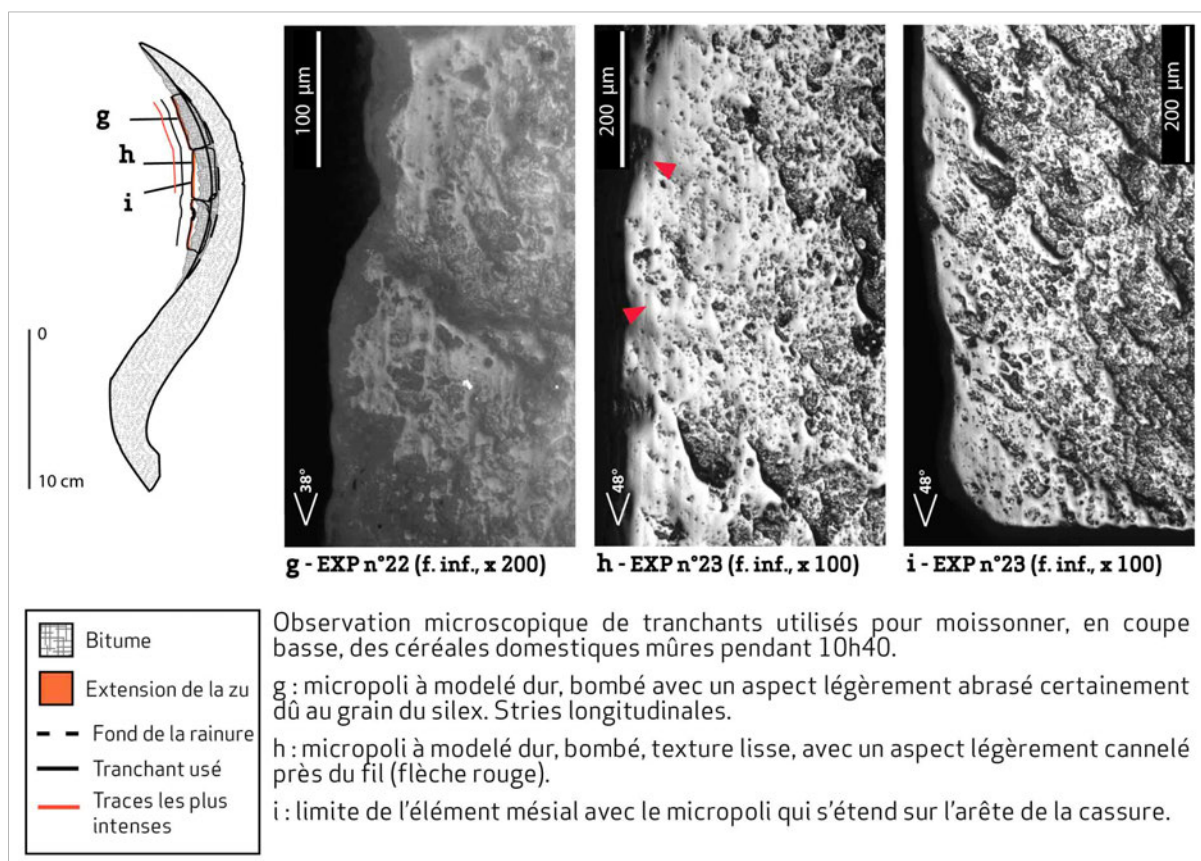 g
h
i
0
10 cm
100 µm
38°
g - EXP n°22 (f. inf., x 200)
200 µm
48°
h - EXP n°23 (f. inf., x 100)
200 µm
48°
i - EXP n°23 (f. inf., x 100)
Bitume
Extension de la zu
Fond de la rainure
Tranchant usé
Traces les plus
intenses
Observation microscopique de tranchants utilisés pour moissonner, en coupe
basse, des céréales domestiques mûres pendant 10h40.
g : micropoli à modelé dur, bombé avec un aspect légèrement abrasé certainement
dû au grain du silex. Stries longitudinales.
h : micropoli à modelé dur, bombé, texture lisse, avec un aspect légèrement cannelé
près du fil (flèche rouge).
i : limite de l'élément mésial avec le micropoli qui s'étend sur l'arête de la cassure.